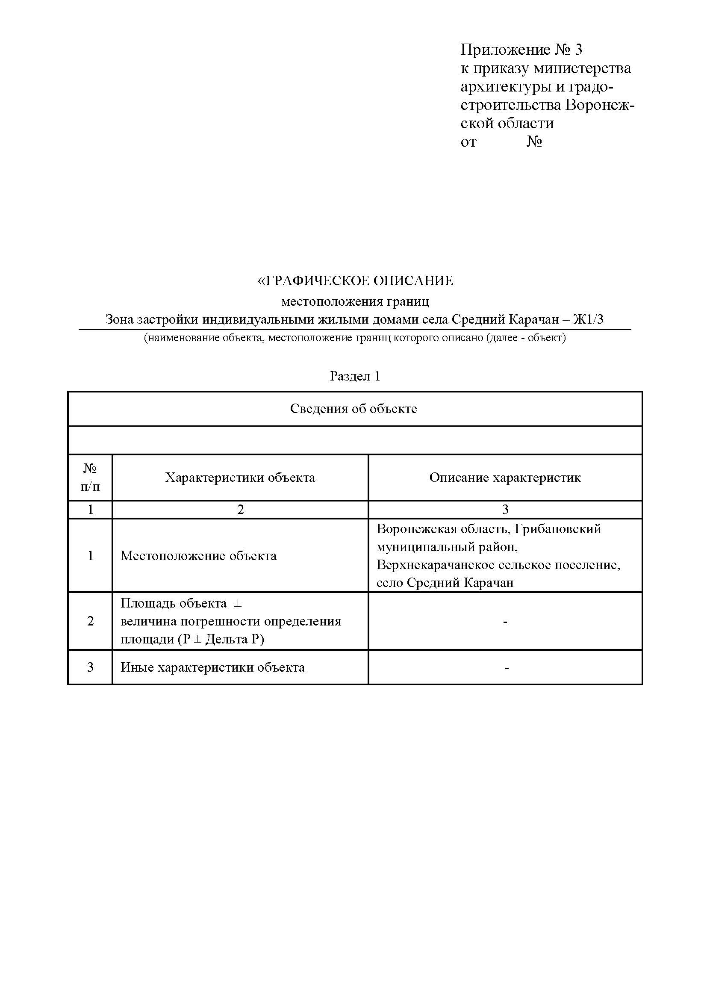 Приложение № 3
к приказу министерства
архитектуры и градо-
строительства Воронеж-
ской области
от №
«ГРАФИЧЕСКОЕ ОПИСАНИЕ
местоположения границ
Зона застройки индивидуальными жилыми домами села Средний Карачан – Ж1/3
(наименование объекта, местоположение границ которого описано (далее - объект)
Раздел 1
Сведения об объекте
№
п/п
Характеристики объекта
Описание характеристик
1
2
3
1
Местоположение объекта
Воронежская область, Грибановский
муниципальный район,
Верхнекарачанское сельское поселение,
село Средний Карачан
2
Площадь объекта ±
величина погрешности определения
площади (P ± Дельта P)
-
3
Иные характеристики объекта
-